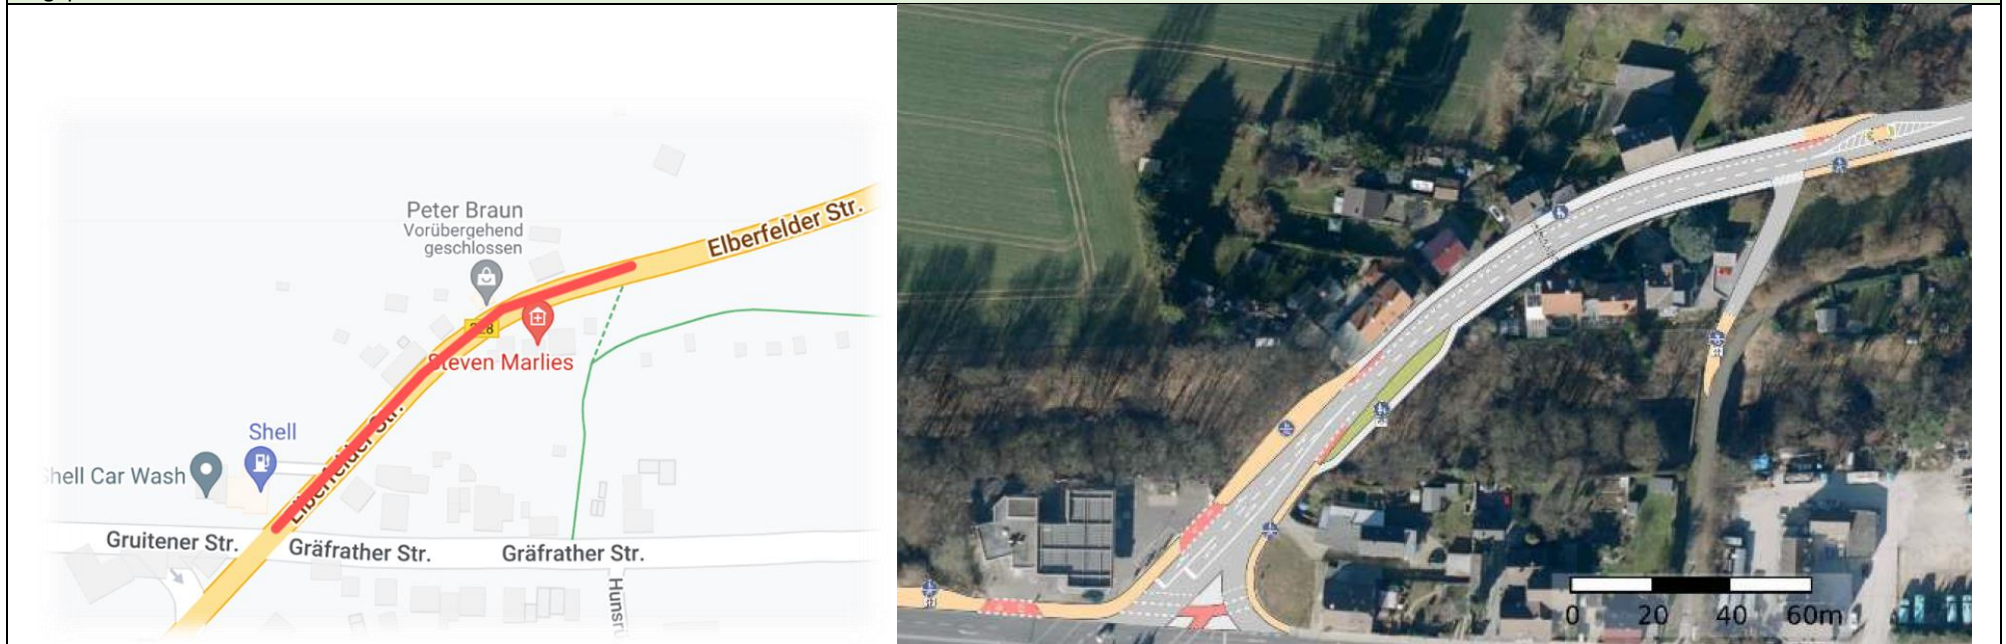 Peter Braun
Vorübergehend
geschlossen
Elberfelder Str.
Steven Marlies
Shell
Shell Car Wash
Elberfelder Str.
Gruitener Str.
Gräfrather Str.
Gräfrather Str.
0 20 40 60m